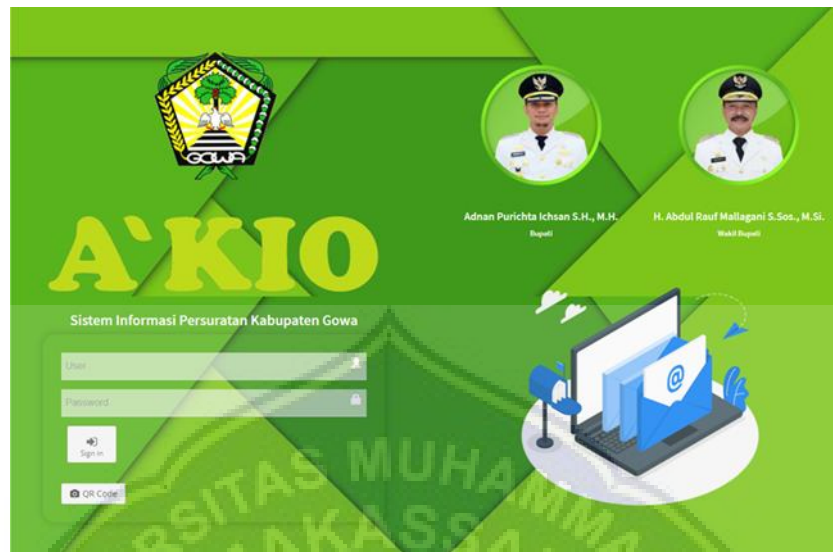 GOWA
A`KIO
Sistem Informasi Persuratan Kabupaten Gowa
User
Password
Sign in
QR Code
Adnan Purichta Ichsan S.H., M.H.
Bupati
H. Abdul Rauf Mallagani S.Sos., M.Si.
Wakil Bupati
@
SITAS MUHAMM
AKASSA